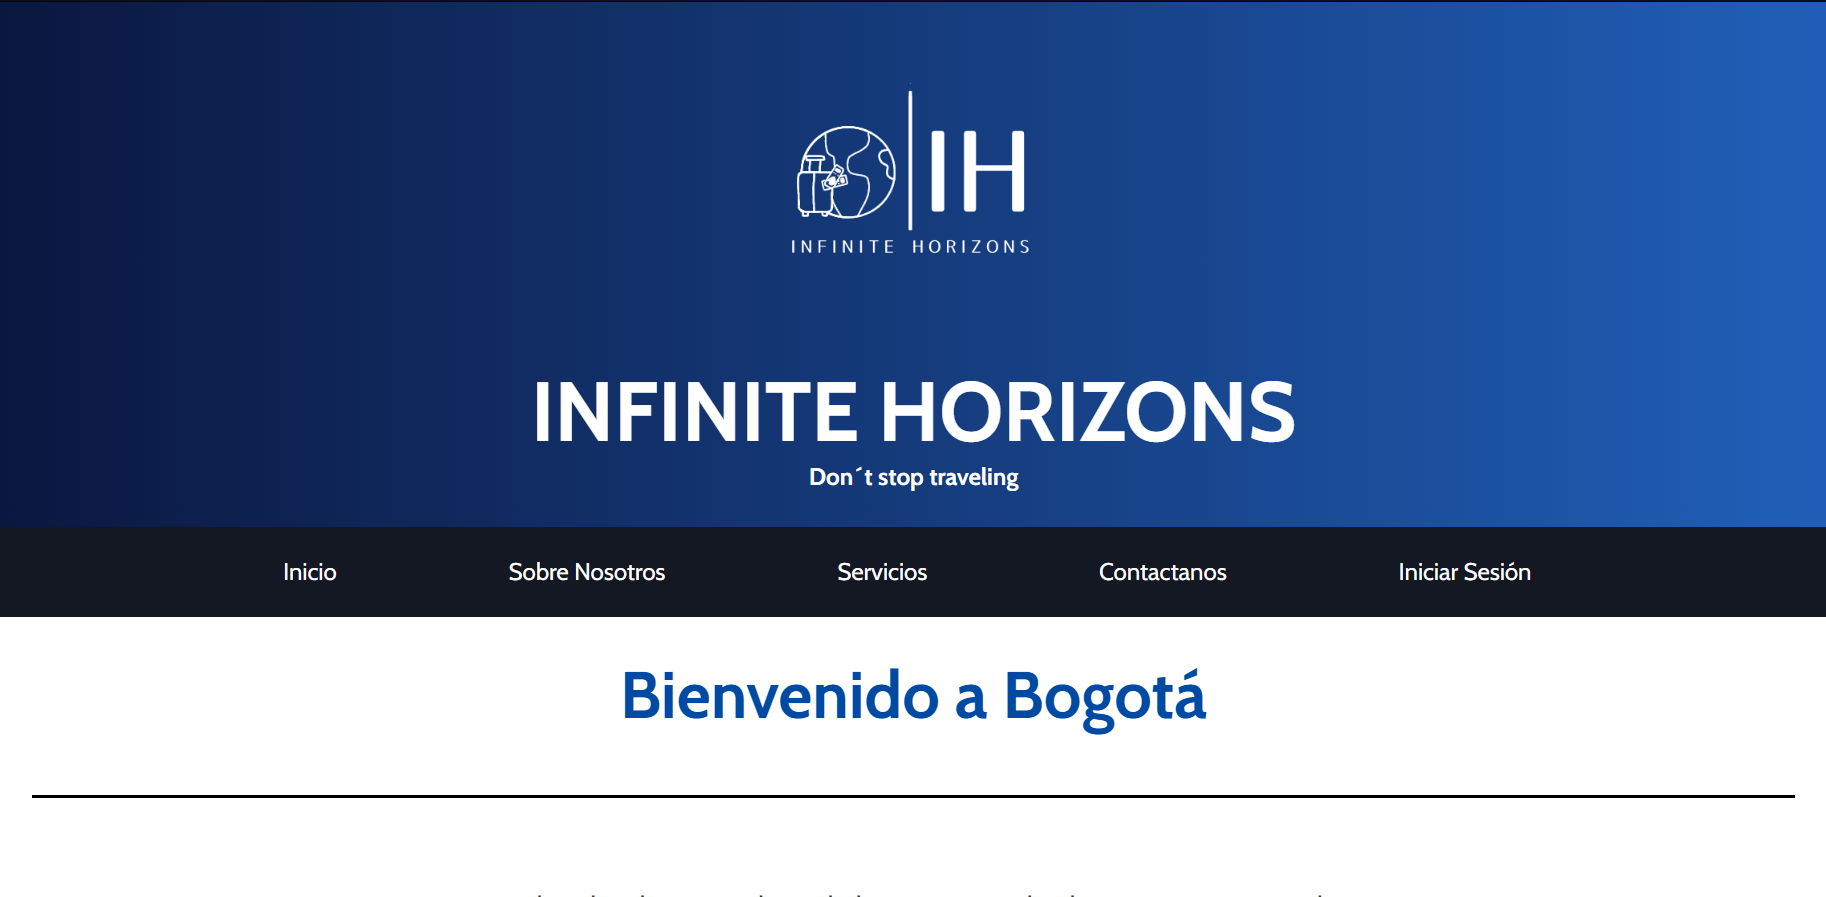 IH
INFINITE HORIZONS
INFINITE HORIZONS
Don´t stop traveling
Inicio Sobre Nosotros Servicios Contactanos Iniciar Sesión
Bienvenido a Bogotá